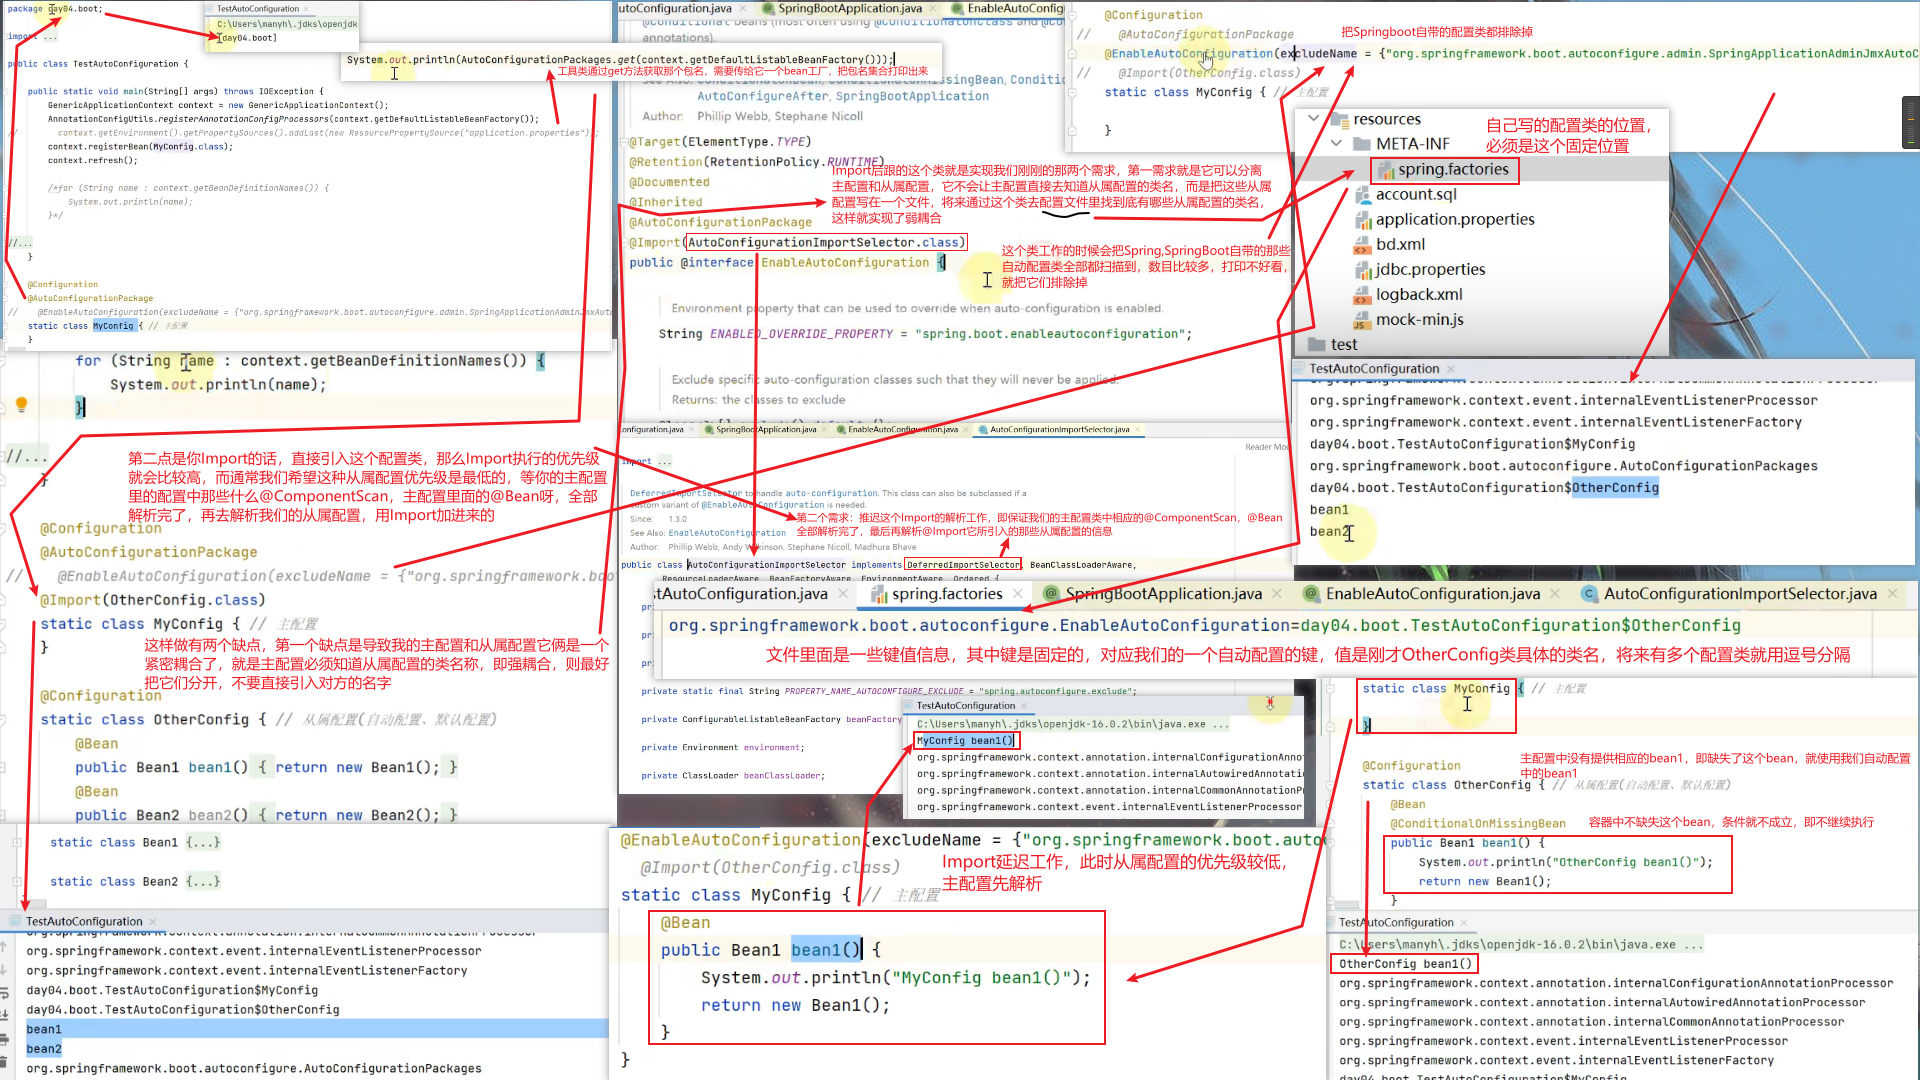 package day04.boot;
import ...
public class TestAutoConfiguration {
public static void main(String[] args) throws IOException {
GenericApplicationContext context = new GenericApplicationContext();
AnnotationConfigUtils.registerAnnotationConfigProcessors(context.getDefaultListableBeanFactory());
// context.getEnvironment().getPropertySources().addLast(new ResourcePropertySource("application.properties"));
context.registerBean(MyConfig.class);
context.refresh();
/*for (String name : context.getBeanDefinitionNames()) {
System.out.println(name);
}*/
//...
}
@Configuration
@AutoConfigurationPackage
// @EnableAutoConfiguration(excludeName = {"org.springframework.boot.autoconfigure.admin.SpringApplicationAdminJmxAuto
static class MyConfig { // 主配置
}
TestAutoConfiguration
C:\Users\manyh\.jdks\openjdk
[day04.boot]
System.out.println(AutoConfigurationPackages.get(context.getDefaultListableBeanFactory()));
工具类通过get方法获取那个包名，需要传给它一个bean工厂，把包名集合打印出来
for (String name : context.getBeanDefinitionNames()) {
System.out.println(name);
}
//...
}
第二点是你Import的话，直接引入这个配置类，那么Import执行的优先级
就会比较高，而通常我们希望这种从属配置优先级是最低的，等你的主配置
里的配置中那些什么@ComponentScan，主配置里面的@Bean呀，全部
解析完了，再去解析我们的从属配置，用Import加进来的
@Configuration
@AutoConfigurationPackage
// @EnableAutoConfiguration(excludeName = {"org.springframework.boo
@Import(OtherConfig.class)
static class MyConfig { // 主配置
}
这样做有两个缺点，第一个缺点是导致我的主配置和从属配置它俩是一个
紧密耦合了，就是主配置必须知道从属配置的类名称，即强耦合，则最好
把它们分开，不要直接引入对方的名字
@Configuration
static class OtherConfig { // 从属配置(自动配置、默认配置)
@Bean
public Bean1 bean1() { return new Bean1(); }
@Bean
public Bean2 bean2() { return new Bean2(); }
static class Bean1 {...}
static class Bean2 {...}
TestAutoConfiguration
org.springframework.context.event.internalEventListenerProcessor
org.springframework.context.event.internalEventListenerFactory
day04.boot.TestAutoConfiguration$MyConfig
day04.boot.TestAutoConfiguration$OtherConfig
bean1
bean2
org.springframework.boot.autoconfigure.AutoConfigurationPackages
utoConfiguration.java
SpringBootApplication.java
EnableAutoConfi
AutoConfigureAfter, SpringBootApplication
Author: Phillip Webb, Stephane Nicoll
@Target(ElementType.TYPE)
@Retention(RetentionPolicy.RUNTIME)
@Documented
@Inherited
@AutoConfigurationPackage
@Import(AutoConfigurationImportSelector.class)
public @interface EnableAutoConfiguration {
Import后跟的这个类就是实现我们刚刚的那两个需求，第一需求就是它可以分离
主配置和从属配置，它不会让主配置直接去知道从属配置的类名，而是把这些从属
配置写在一个文件，将来通过这个类去配置文件里找到底有哪些从属配置的类名，
这样就实现了弱耦合
这个类工作的时候会把Spring,SpringBoot自带的那些
自动配置类全部都扫描到，数目比较多，打印不好看，
就把它们排除掉
Environment property that can be used to override when auto-configuration is enabled.
String ENABLED_OVERRIDE_PROPERTY = "spring.boot.enableautoconfiguration";
Exclude specific auto-configuration classes such that they will never be applied.
Returns: the classes to exclude
onfiguration.java
SpringBootApplication.java
EnableAutoConfiguration.java
AutoConfigurationImportSelector.java
import ...
Reader Mo
DeferredImportSelector to handle auto-configuration. This class can also be subclassed if a
custom variant of @EnableAutoConfiguration is needed.
Since: 1.3.0
See Also: EnableAutoConfiguration
Author: Phillip Webb, Andy Wilkinson, Stephane Nicoll, Madhura Bhave
第二个需求：推迟这个Import的解析工作，即保证我们的主配置类中相应的@ComponentScan，@Bean
全部解析完了，最后再解析@Import它所引入的那些从属配置的信息
public class AutoConfigurationImportSelector implements DeferredImportSelector, BeanClassLoaderAware,
ResourceLoaderAware, BeanFactoryAware, EnvironmentAware, Ordered {
private static final String PROPERTY_NAME_AUTOCONFIGURE_EXCLUDE = "spring.autoconfigure.exclude";
private ConfigurableListableBeanFactory beanFactory
private Environment environment;
private ClassLoader beanClassLoader;
@Configuration
// @AutoConfigurationPackage
@EnableAutoConfiguration(excludeName = {"org.springframework.boot.autoconfigure.admin.SpringApplicationAdminJmxAutoC
// @Import(OtherConfig.class)
static class MyConfig { // 主配置
}
把Springboot自带的配置类都排除掉
resources
META-INF
spring.factories
account.sql
application.properties
bd.xml
jdbc.properties
logback.xml
mock-min.js
test
自己写的配置类的位置，
必须是这个固定位置
TestAutoConfiguration
org.springframework.context.event.internalEventListenerProcessor
org.springframework.context.event.internalEventListenerFactory
day04.boot.TestAutoConfiguration$MyConfig
org.springframework.boot.autoconfigure.AutoConfigurationPackages
day04.boot.TestAutoConfiguration$OtherConfig
bean1
bean2
stAutoConfiguration.java
spring.factories
SpringBootApplication.java
EnableAutoConfiguration.java
AutoConfigurationImportSelector.java
org.springframework.boot.autoconfigure.EnableAutoConfiguration=day04.boot.TestAutoConfiguration$OtherConfig
文件里面是一些键值信息，其中键是固定的，对应我们的一个自动配置的键，值是刚才OtherConfig类具体的类名，将来有多个配置类就用逗号分隔
TestAutoConfiguration
C:\Users\manyh\.jdks\openjdk-16.0.2\bin\java.exe ...
MyConfig bean1()
org.springframework.context.annotation.internalConfigurationAnno
org.springframework.context.annotation.internalAutowiredAnnotati
org.springframework.context.annotation.internalCommonAnnotationP
org.springframework.context.event.internalEventListenerProcessor
@EnableAutoConfiguration(excludeName = {"org.springframework.boot.auto
@Import(OtherConfig.class)
static class MyConfig { // 主配置
Import延迟工作，此时从属配置的优先级较低，
主配置先解析
@Bean
public Bean1 bean1() {
System.out.println("MyConfig bean1()");
return new Bean1();
}
}
static class MyConfig { // 主配置
}
主配置中没有提供相应的bean1，即缺失了这个bean，就使用我们自动配置
中的bean1
@Configuration
static class OtherConfig { // 从属配置(自动配置、默认配置)
@Bean
@ConditionalOnMissingBean
容器中不缺失这个bean，条件就不成立，即不继续执行
public Bean1 bean1() {
System.out.println("OtherConfig bean1()");
return new Bean1();
}
TestAutoConfiguration
C:\Users\manyh\.jdks\openjdk-16.0.2\bin\java.exe ...
OtherConfig bean1()
org.springframework.context.annotation.internalConfigurationAnnotationProcessor
org.springframework.context.annotation.internalAutowiredAnnotationProcessor
org.springframework.context.annotation.internalCommonAnnotationProcessor
org.springframework.context.event.internalEventListenerProcessor
org.springframework.context.event.internalEventListenerFactory
day04.boot.TestAutoConfiguration$MyConfig